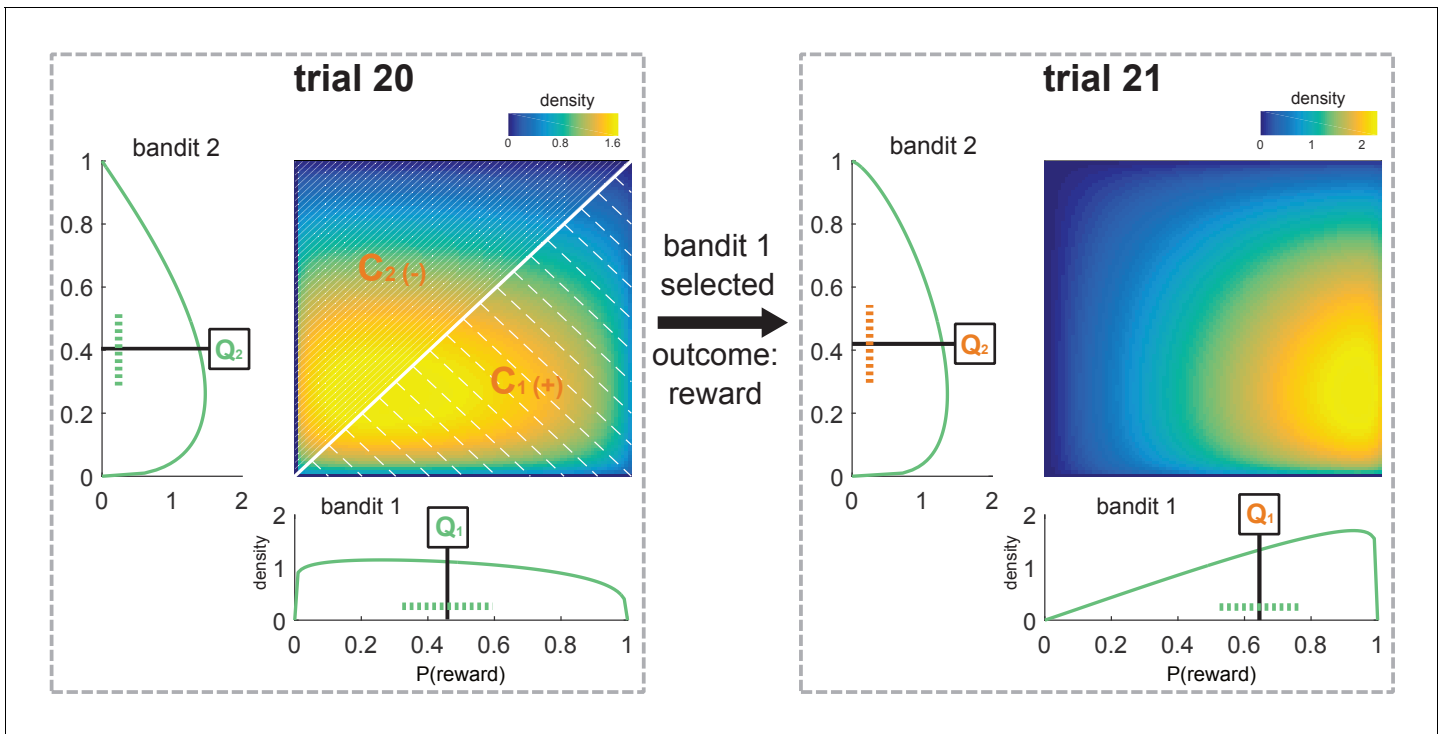 trial 20
density
0 0.8 1.6
bandit 2
1
0.8
0.6
0.4
0.2
0
0 1 2
Q2
C2 (-)
C1 (+)
bandit 1
2
1
0
density
Q1
0 0.2 0.4 0.6 0.8 1
P(reward)
bandit 1
selected
outcome:
reward
trial 21
density
0 1 2
bandit 2
1
0.8
0.6
0.4
0.2
0
0 1 2
Q2
bandit 1
2
1
0
density
Q1
0 0.2 0.4 0.6 0.8 1
P(reward)